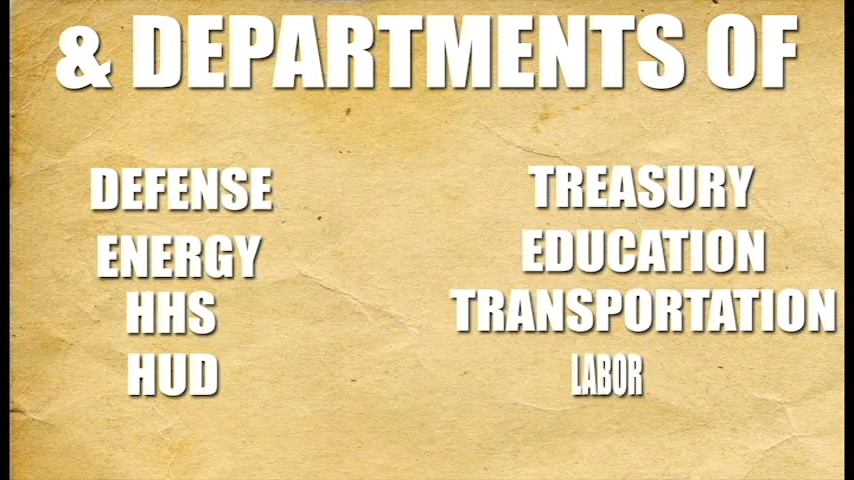 & DEPARTMENTS OF
DEFENSE
ENERGY
HHS
HUD
TREASURY
EDUCATION
TRANSPORTATION
LABOR